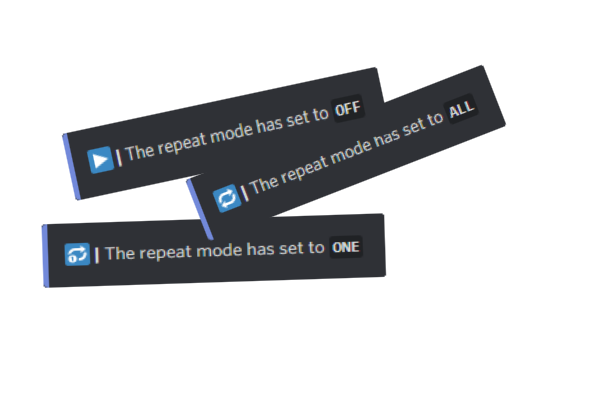 ▶️ | The repeat mode has set to OFF
🔁 | The repeat mode has set to ALL
🔂 | The repeat mode has set to ONE